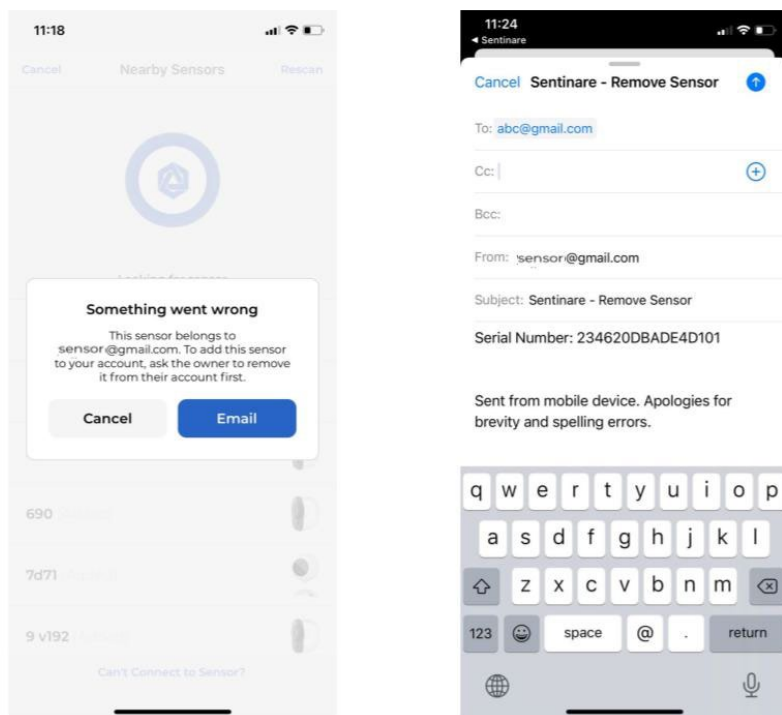 11:18
Cancel Nearby Sensors Rescan
Something went wrong
This sensor belongs to
sensor@gmail.com. To add this sensor
to your account, ask the owner to remove
it from their account first.
Cancel Email
690
7d71
9 v192
Can't Connect to Sensor?
11:24
◄ Sentinare
Cancel Sentinare - Remove Sensor
To: abc@gmail.com
Cc:
Bcc:
From: sensor@gmail.com
Subject: Sentinare - Remove Sensor
Serial Number: 234620DBADE4D101
Sent from mobile device. Apologies for
brevity and spelling errors.
q w e r t y u i o p
a s d f g h j k l
z x c v b n m
123 space @ . return